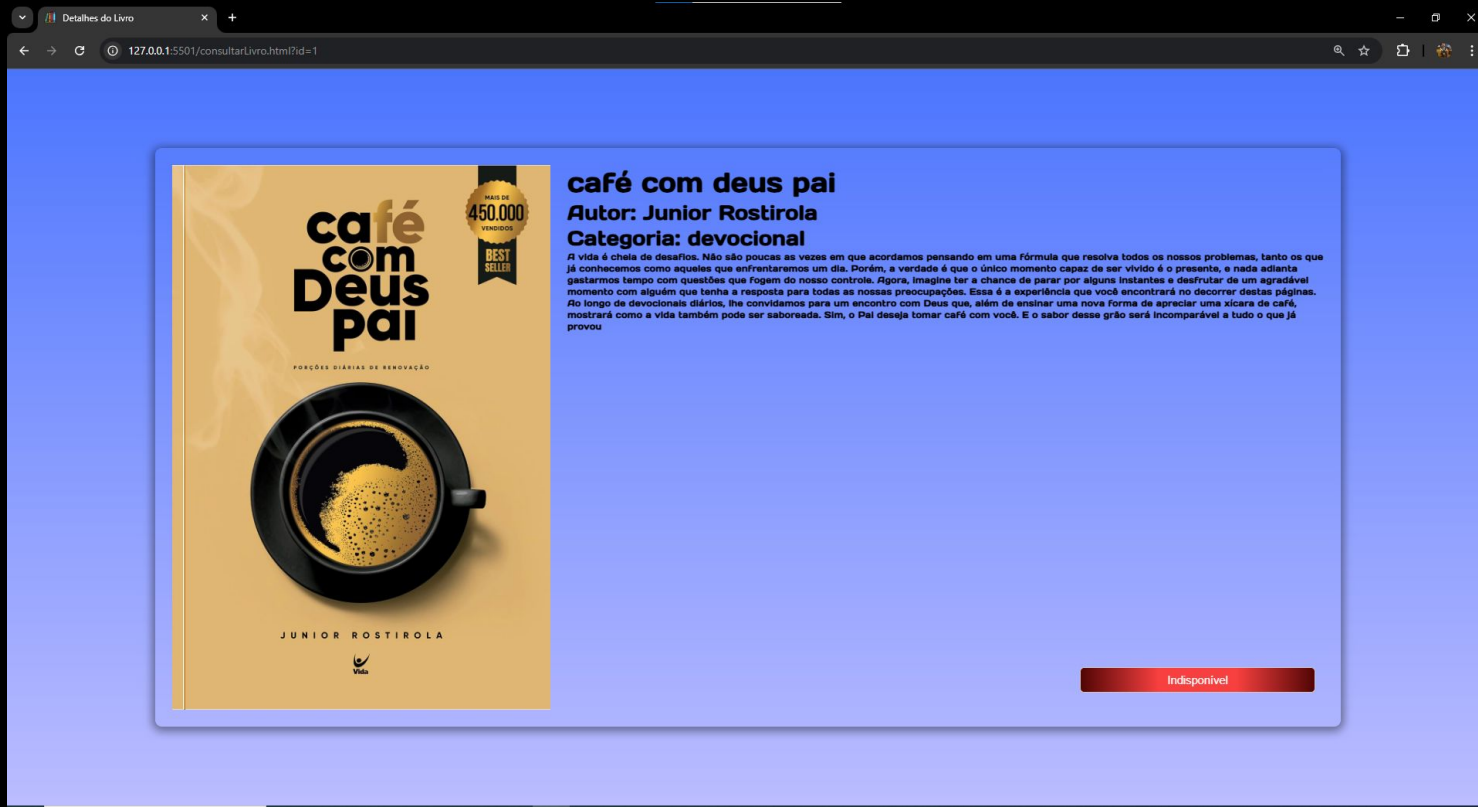 Detalhes do Livro
127.0.0.1:5501/consultarLivro.html?id=1
MAIS DE
450.000
VENDIDOS
BEST
SELLER
café
com
Deus
pai
PORÇÕES DIÁRIAS DE RENOVAÇÃO
JUNIOR ROSTIROLA
Vida
café com deus pai
Autor: Junior Rostirola
Categoria: devocional
A vida é cheia de desafios. Não são poucas as vezes em que acordamos pensando em uma fórmula que resolva todos os nossos problemas, tanto os que
já conhecemos como aqueles que enfrentaremos um dia. Porém, a verdade é que o único momento capaz de ser vivido é o presente, e nada adianta
gastarmos tempo com questões que fogem do nosso controle. Agora, imagine ter a chance de parar por alguns instantes e desfrutar de um agradável
momento com alguém que tenha a resposta para todas as nossas preocupações. Essa é a experiência que você encontrará no decorrer destas páginas.
Ao longo de devocionais diários, lhe convidamos para um encontro com Deus que, além de ensinar uma nova forma de apreciar uma xícara de café,
mostrará como a vida também pode ser saboreada. Sim, o Pai deseja tomar café com você. E o sabor desse grão será incomparável a tudo o que já
provou
Indisponível